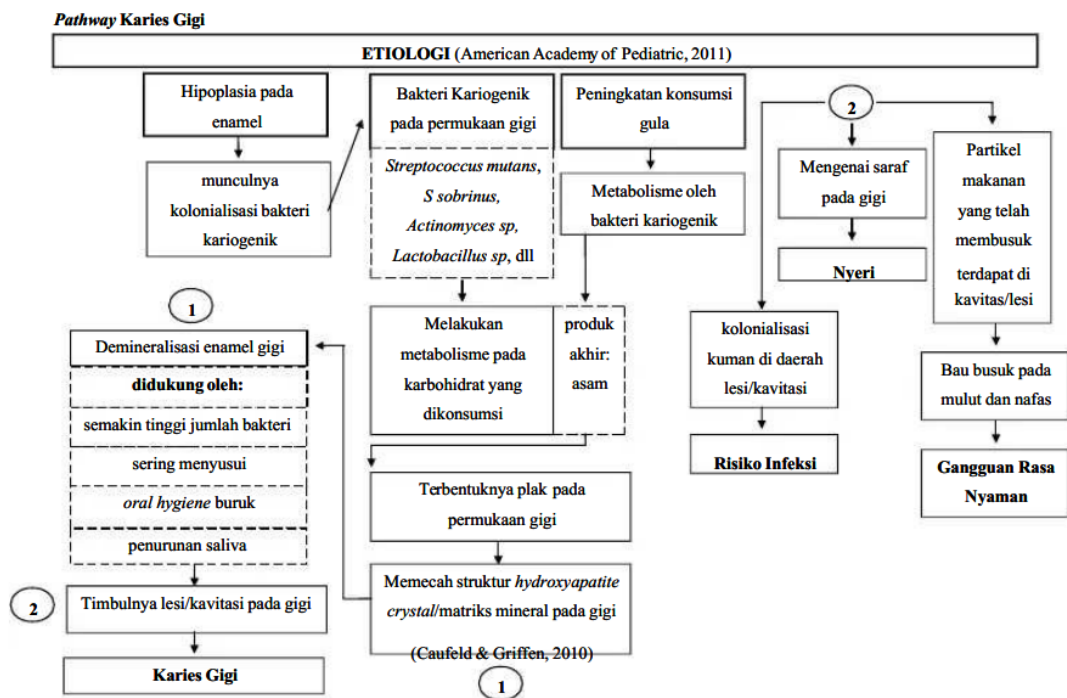 Pathway Karies Gigi
ETIOLOGI (American Academy of Pediatric, 2011)
Hipoplasia pada
enamel
munculnya
kolonialisasi bakteri
kariogenik
Bakteri Kariogenik
pada permukaan gigi
Streptococcus mutans,
S sobrinus,
Actinomyces sp,
Lactobacillus sp, dll
Peningkatan konsumsi
gula
Metabolisme oleh
bakteri kariogenik
Melakukan
metabolisme pada
karbohidrat yang
dikonsumsi
produk
akhir:
asam
Terbentuknya plak pada
permukaan gigi
Memecah struktur hydroxyapatite
crystal/matriks mineral pada gigi
(Caufeld & Griffen, 2010)
1
1
Demineralisasi enamel gigi
didukung oleh:
semakin tinggi jumlah bakteri
sering menyusui
oral hygiene buruk
penurunan saliva
2
Timbulnya lesi/kavitasi pada gigi
Karies Gigi
2
kolonialisasi
kuman di daerah
lesi/kavitasi
Risiko Infeksi
Mengenai saraf
pada gigi
Nyeri
Partikel
makanan
yang telah
membusuk
terdapat di
kavitas/lesi
Bau busuk pada
mulut dan nafas
Gangguan Rasa
Nyaman